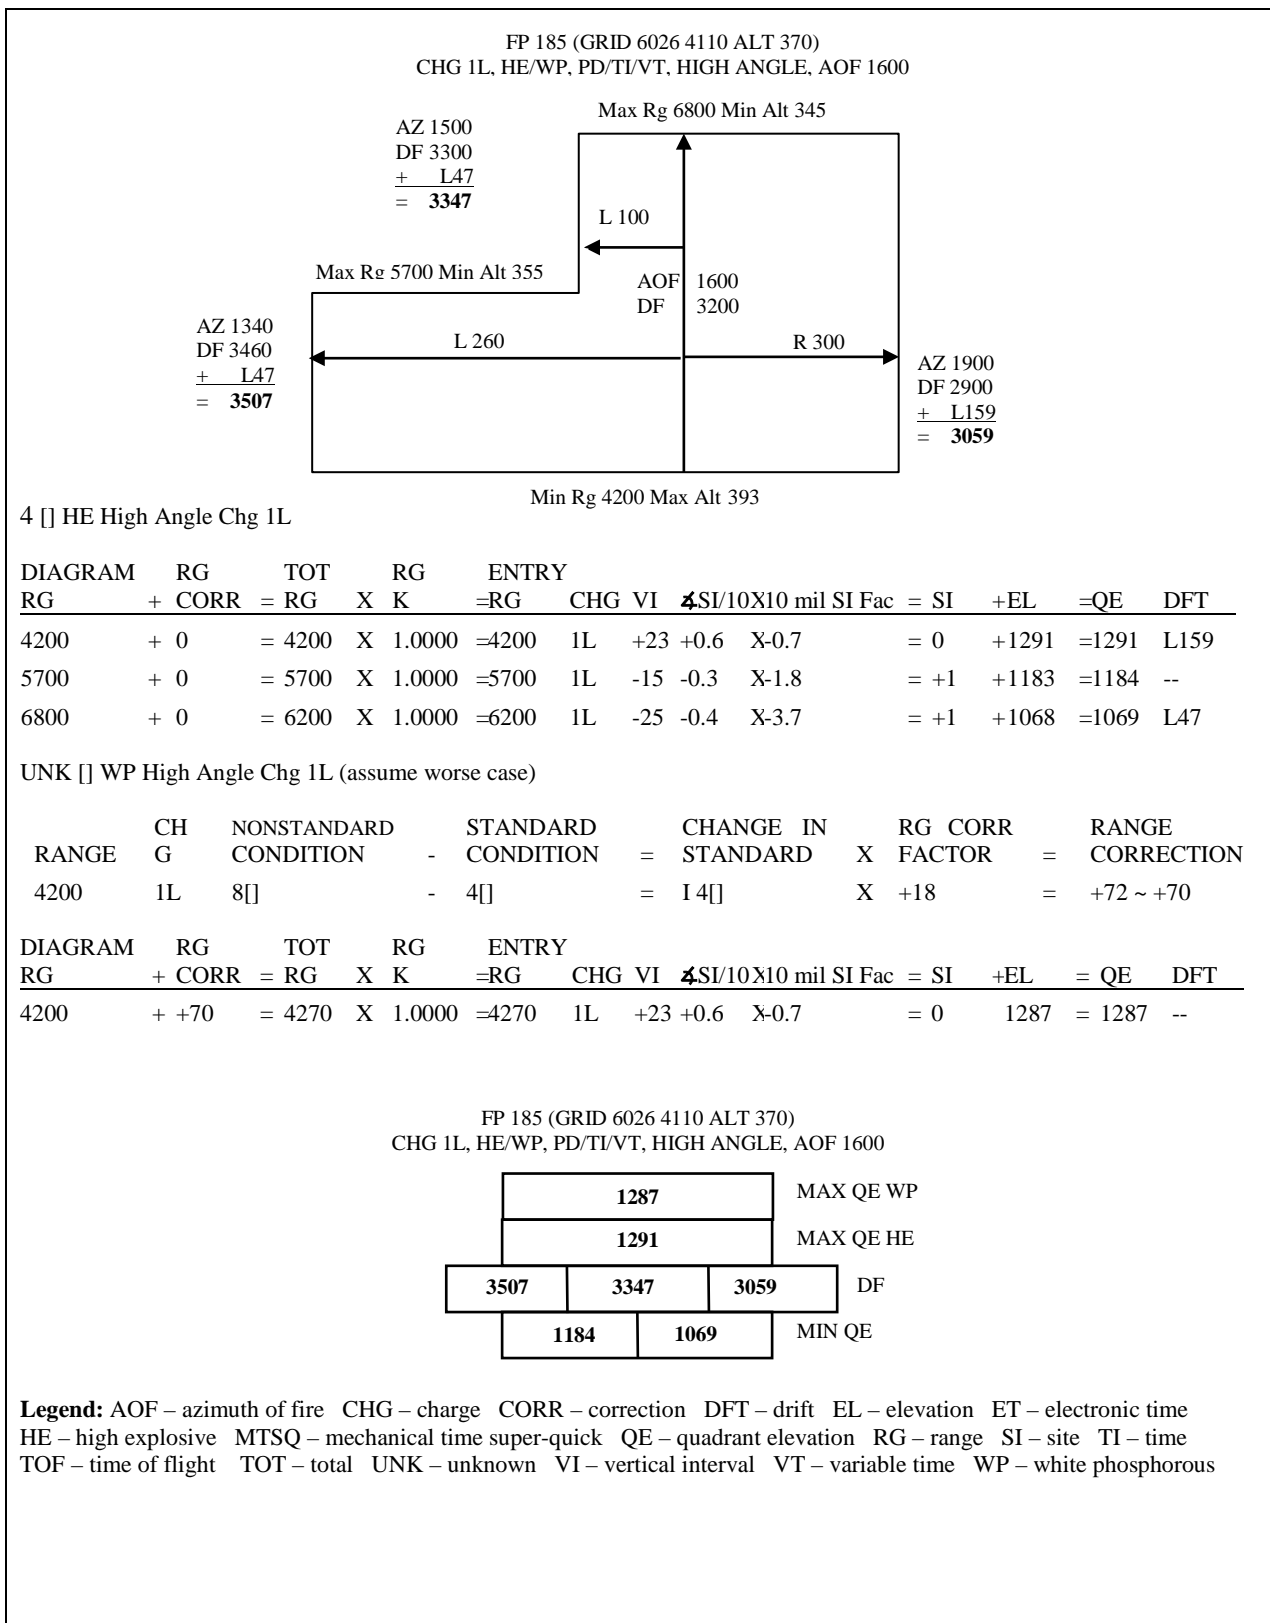 FP 185 (GRID 6026 4110 ALT 370)
CHG 1L, HE/WP, PD/TI/VT, HIGH ANGLE, AOF 1600
Max Rg 6800 Min Alt 345
AZ 1500
DF 3300
+ L47
= 3347
L 100
Max Rg 5700 Min Alt 355
AOF 1600
DF 3200
AZ 1340
DF 3460
+ L47
= 3507
L 260
R 300
AZ 1900
DF 2900
+ L159
= 3059
Min Rg 4200 Max Alt 393
4 [] HE High Angle Chg 1L
DIAGRAM RG TOT RG ENTRY
RG + CORR = RG X K =RG CHG VI ∡SI/10X10 mil SI Fac = SI +EL =QE DFT
4200 + 0 = 4200 X 1.0000 =4200 1L +23 +0.6 X-0.7 = 0 +1291 =1291 L159
5700 + 0 = 5700 X 1.0000 =5700 1L -15 -0.3 X-1.8 = +1 +1183 =1184 --
6800 + 0 = 6200 X 1.0000 =6200 1L -25 -0.4 X-3.7 = +1 +1068 =1069 L47
UNK [] WP High Angle Chg 1L (assume worse case)
CH NONSTANDARD STANDARD CHANGE IN RG CORR RANGE
RANGE G CONDITION - CONDITION = STANDARD X FACTOR = CORRECTION
4200 1L 8[] - 4[] = I 4[] X +18 = +72 ~ +70
DIAGRAM RG TOT RG ENTRY
RG + CORR = RG X K =RG CHG VI ∡SI/10X10 mil SI Fac = SI +EL = QE DFT
4200 + +70 = 4270 X 1.0000 =4270 1L +23 +0.6 X-0.7 = 0 1287 = 1287 --
FP 185 (GRID 6026 4110 ALT 370)
CHG 1L, HE/WP, PD/TI/VT, HIGH ANGLE, AOF 1600
1287 MAX QE WP
1291 MAX QE HE
3507 3347 3059 DF
1184 1069 MIN QE
Legend: AOF – azimuth of fire CHG – charge CORR – correction DFT – drift EL – elevation ET – electronic time
HE – high explosive MTSQ – mechanical time super-quick QE – quadrant elevation RG – range SI – site TI – time
TOF – time of flight TOT – total UNK – unknown VI – vertical interval VT – variable time WP – white phosphorous